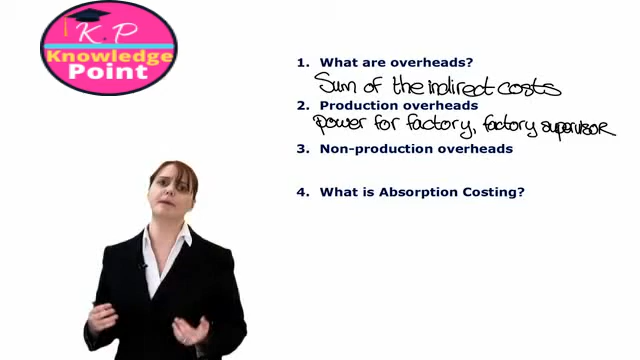 K.P
Knowledge
Point
1. What are overheads?
Sum of the indirect costs
2. Production overheads
power for factory, factory supervisor
3. Non-production overheads
4. What is Absorption Costing?